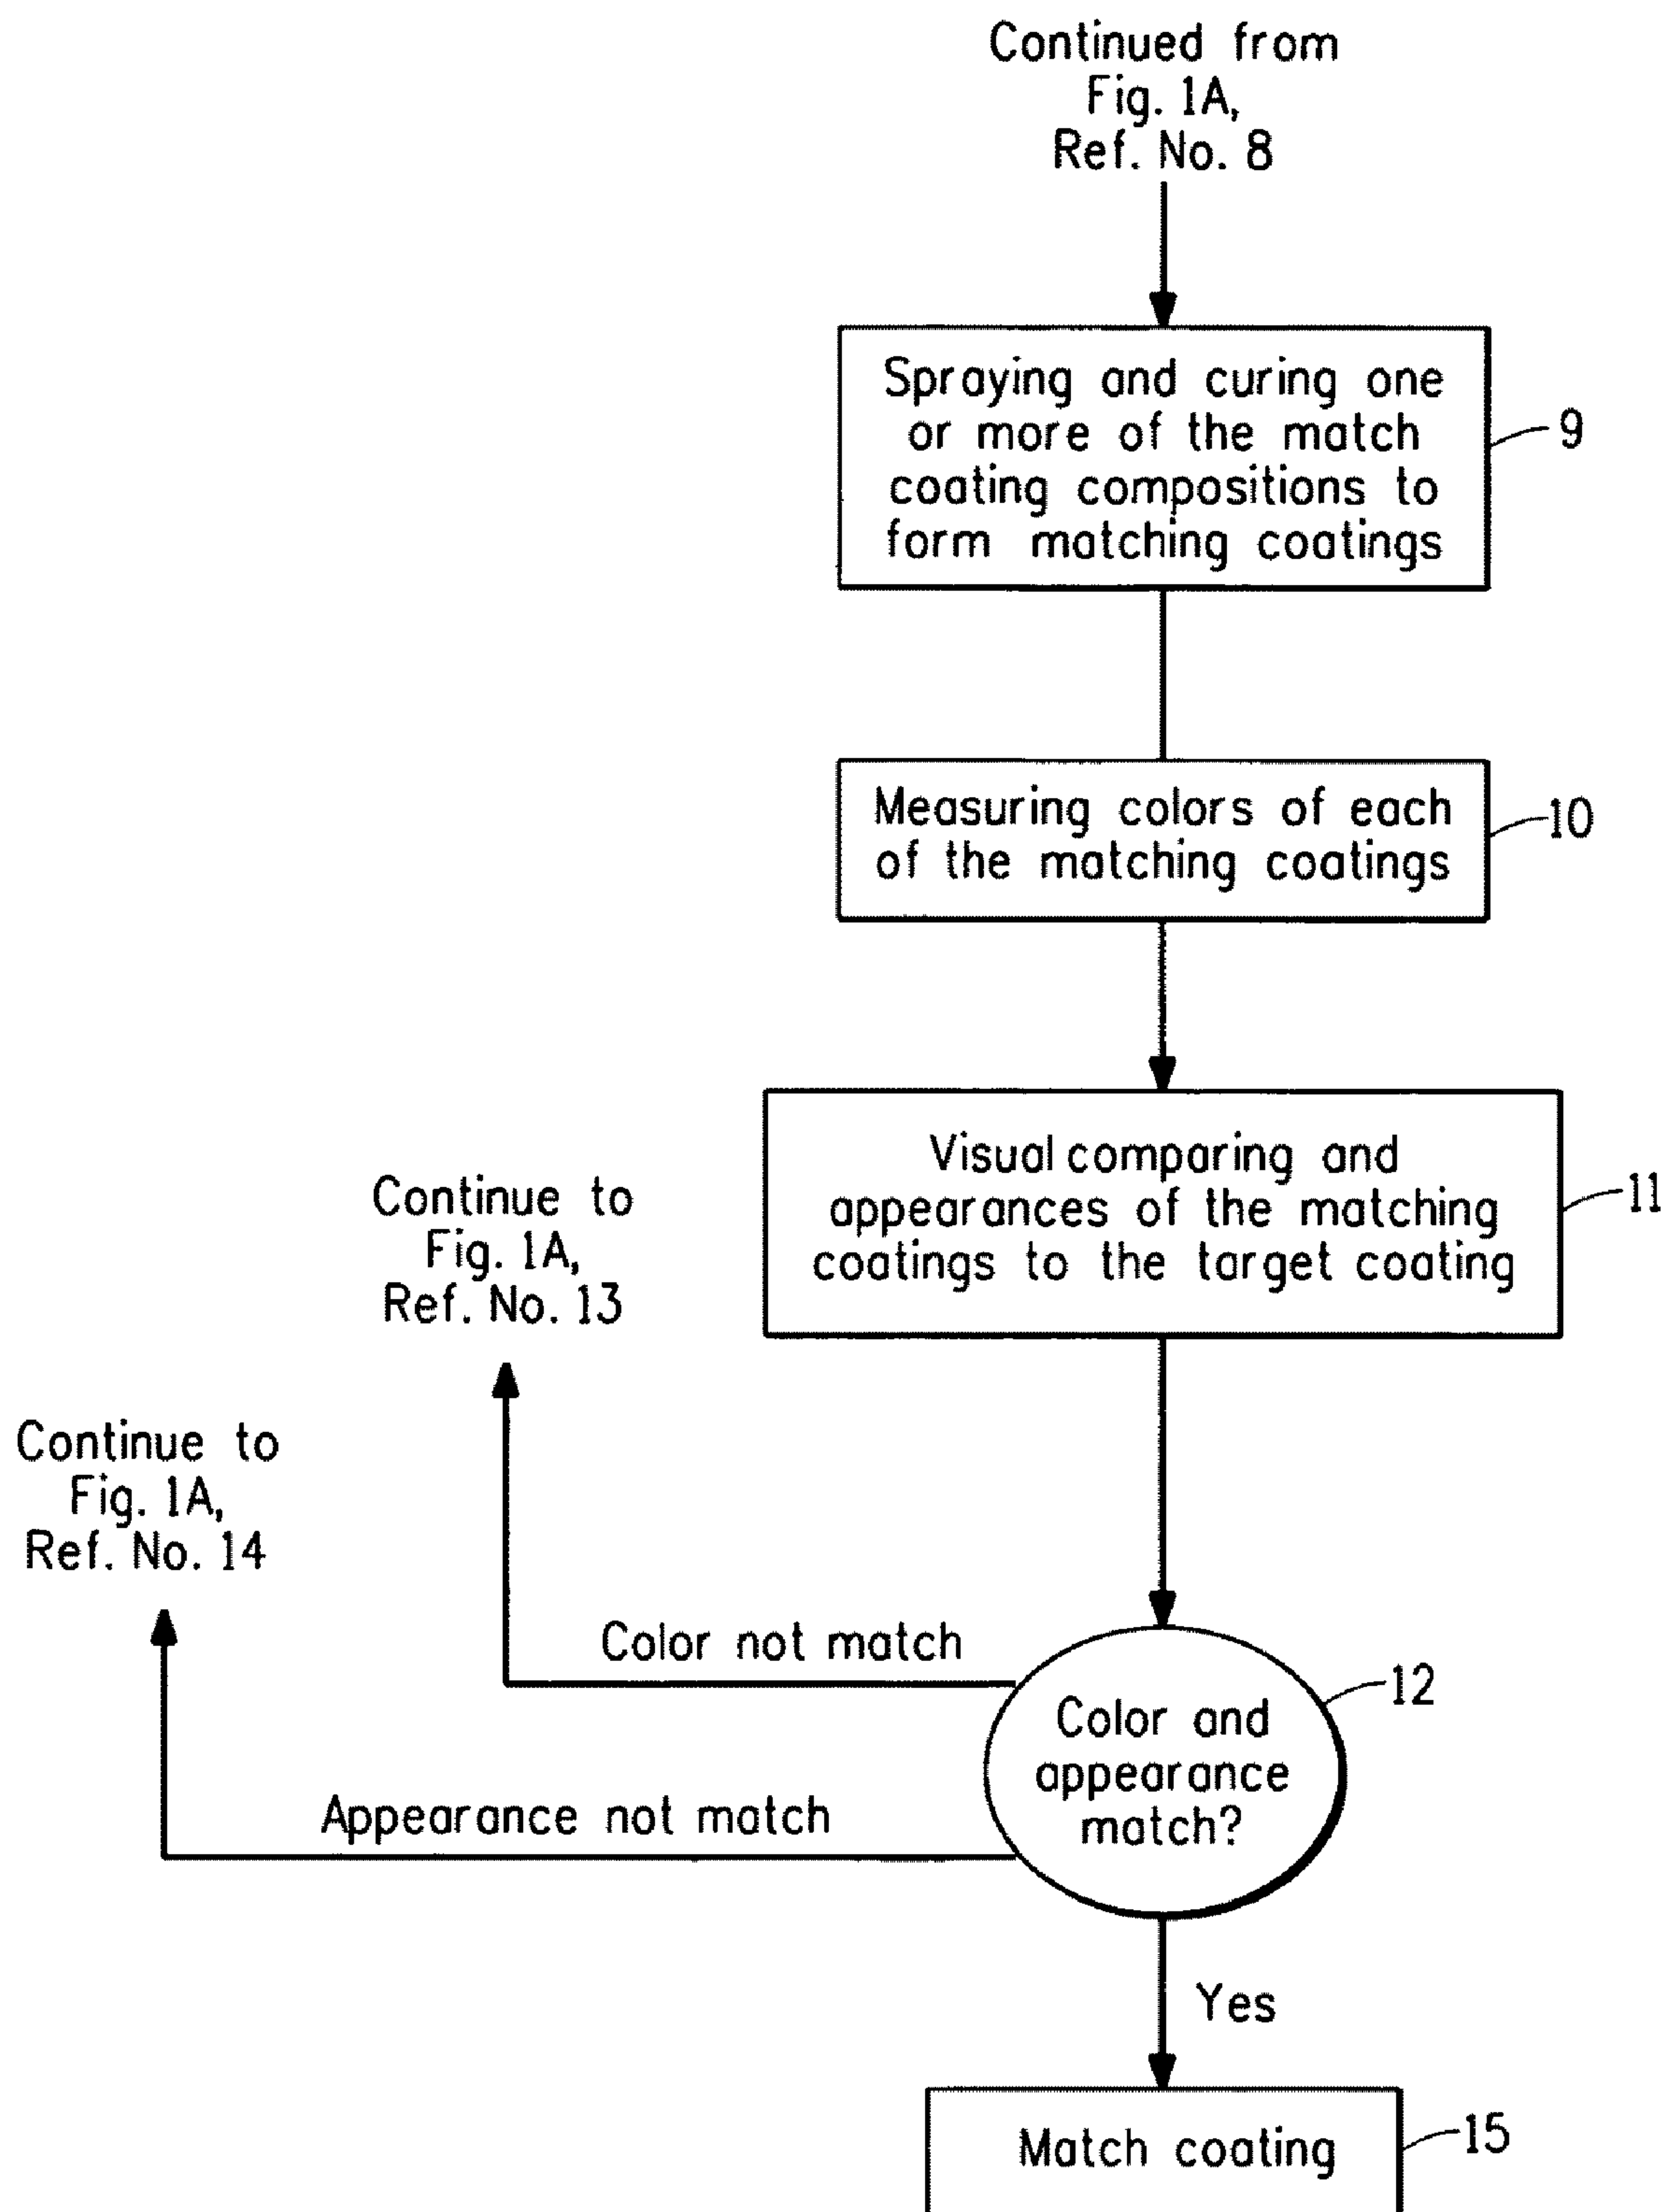 Continued from
Fig. 1A,
Ref. No. 8
Spraying and curing one
or more of the match
coating compositions to
form matching coatings
9
Measuring colors of each
of the matching coatings
10
Visual comparing and
appearances of the matching
coatings to the target coating
11
Continue to
Fig. 1A,
Ref. No. 13
Continue to
Fig. 1A,
Ref. No. 14
Color not match
12
Color and
appearance
match?
Appearance not match
Yes
Match coating
15